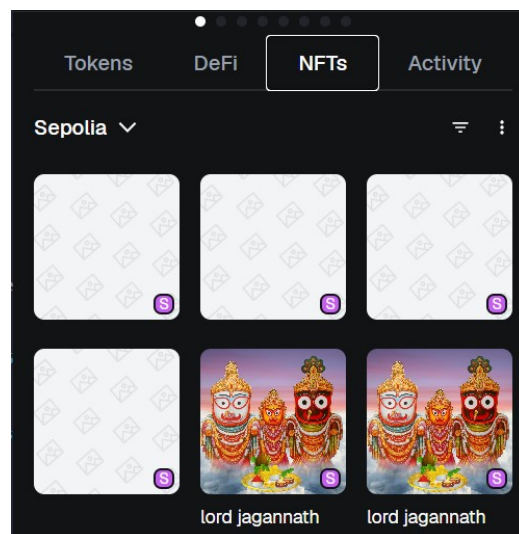 Tokens DeFi NFTs Activity
Sepolia
S S S
S S S
lord jagannath lord jagannath